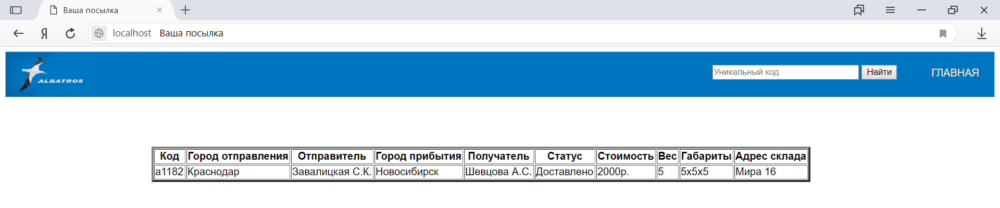 Ваша посылка
Я localhost Ваша посылка
ALBATROS
Уникальный код Найти ГЛАВНАЯ
Код Город отправления Отправитель Город прибытия Получатель Статус Стоимость Вес Габариты Адрес склада
a1182 Краснодар Завалицкая С.К. Новосибирск Шевцова А.С. Доставлено 2000р. 5 5x5x5 Мира 16